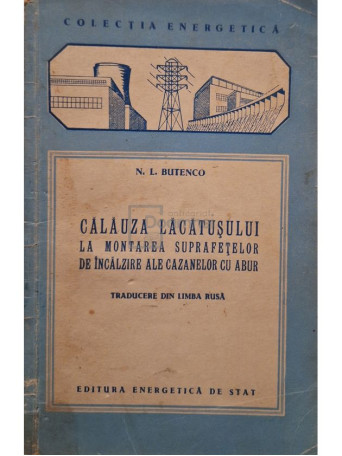 COLECȚIA ENERGETICĂ
N. L. BUTENCO
CĂLĂUZA LĂCĂTUȘULUI
LA MONTAREA SUPRAFEȚELOR
DE ÎNCĂLZIRE ALE CAZANELOR CU ABUR
TRADUCERE DIN LIMBA RUSĂ
EDITURA ENERGETICĂ DE STAT